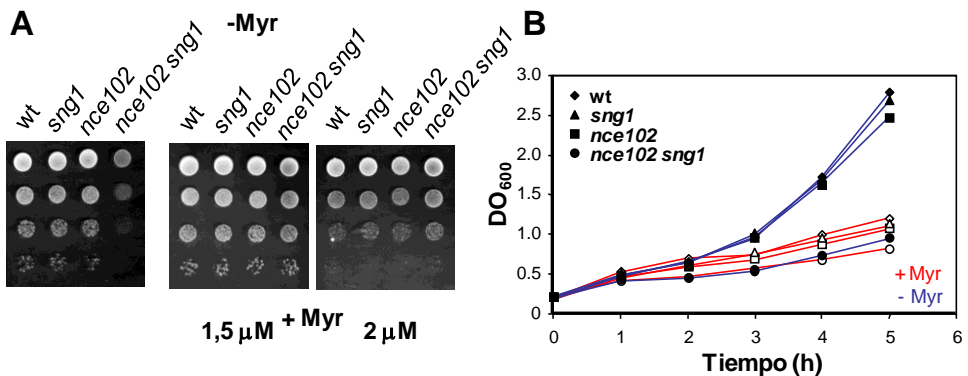 A
-Myr
wt
sng1
nce102
nce102 sng1
wt
sng1
nce102
nce102 sng1
wt
sng1
nce102
nce102 sng1
1,5 µM
+ Myr
2 µM
B
3.0
2.5
2.0
1.5
1.0
0.5
0
DO600
wt
sng1
nce102
nce102 sng1
+ Myr
- Myr
0 1 2 3 4 5 6
Tiempo (h)